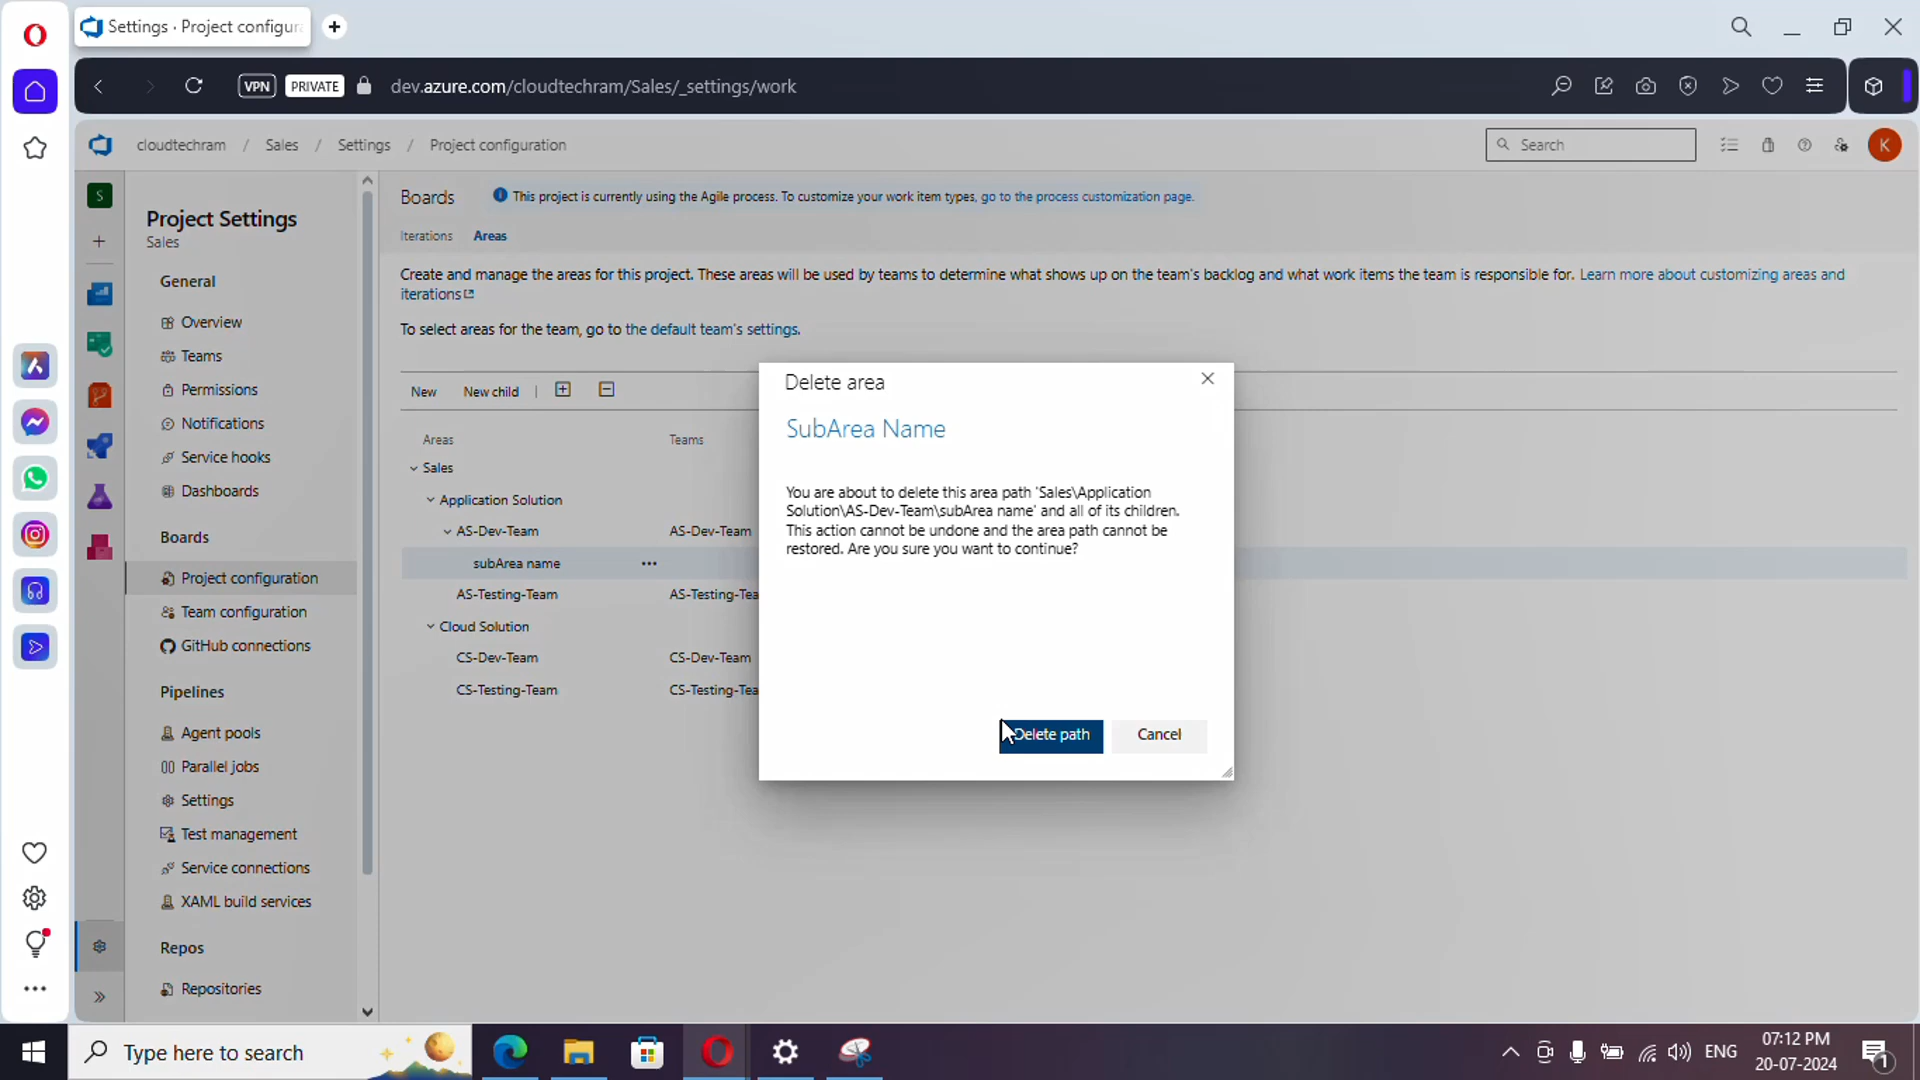 Settings · Project configur
VPN
PRIVATE
dev.azure.com/cloudtechram/Sales/_settings/work
cloudtechram / Sales / Settings / Project configuration
Search
K
S
Project Settings
Sales
General
Overview
Teams
Permissions
Notifications
Service hooks
Dashboards
Boards
Project configuration
Team configuration
GitHub connections
Pipelines
Agent pools
Parallel jobs
Settings
Test management
Service connections
XAML build services
Repos
Repositories
Boards
This project is currently using the Agile process. To customize your work item types, go to the process customization page.
Iterations
Areas
Create and manage the areas for this project. These areas will be used by teams to determine what shows up on the team's backlog and what work items the team is responsible for. Learn more about customizing areas and
iterations
To select areas for the team, go to the default team's settings.
New
New child
Areas
Teams
Sales
Application Solution
AS-Dev-Team
AS-Dev-Team
subArea name
AS-Testing-Team
AS-Testing-Tea
Cloud Solution
CS-Dev-Team
CS-Dev-Team
CS-Testing-Team
CS-Testing-Tea
Delete area
SubArea Name
You are about to delete this area path 'Sales\Application
Solution\AS-Dev-Team\subArea name' and all of its children.
This action cannot be undone and the area path cannot be
restored. Are you sure you want to continue?
Delete path
Cancel
Type here to search
ENG
07:12 PM
20-07-2024
1